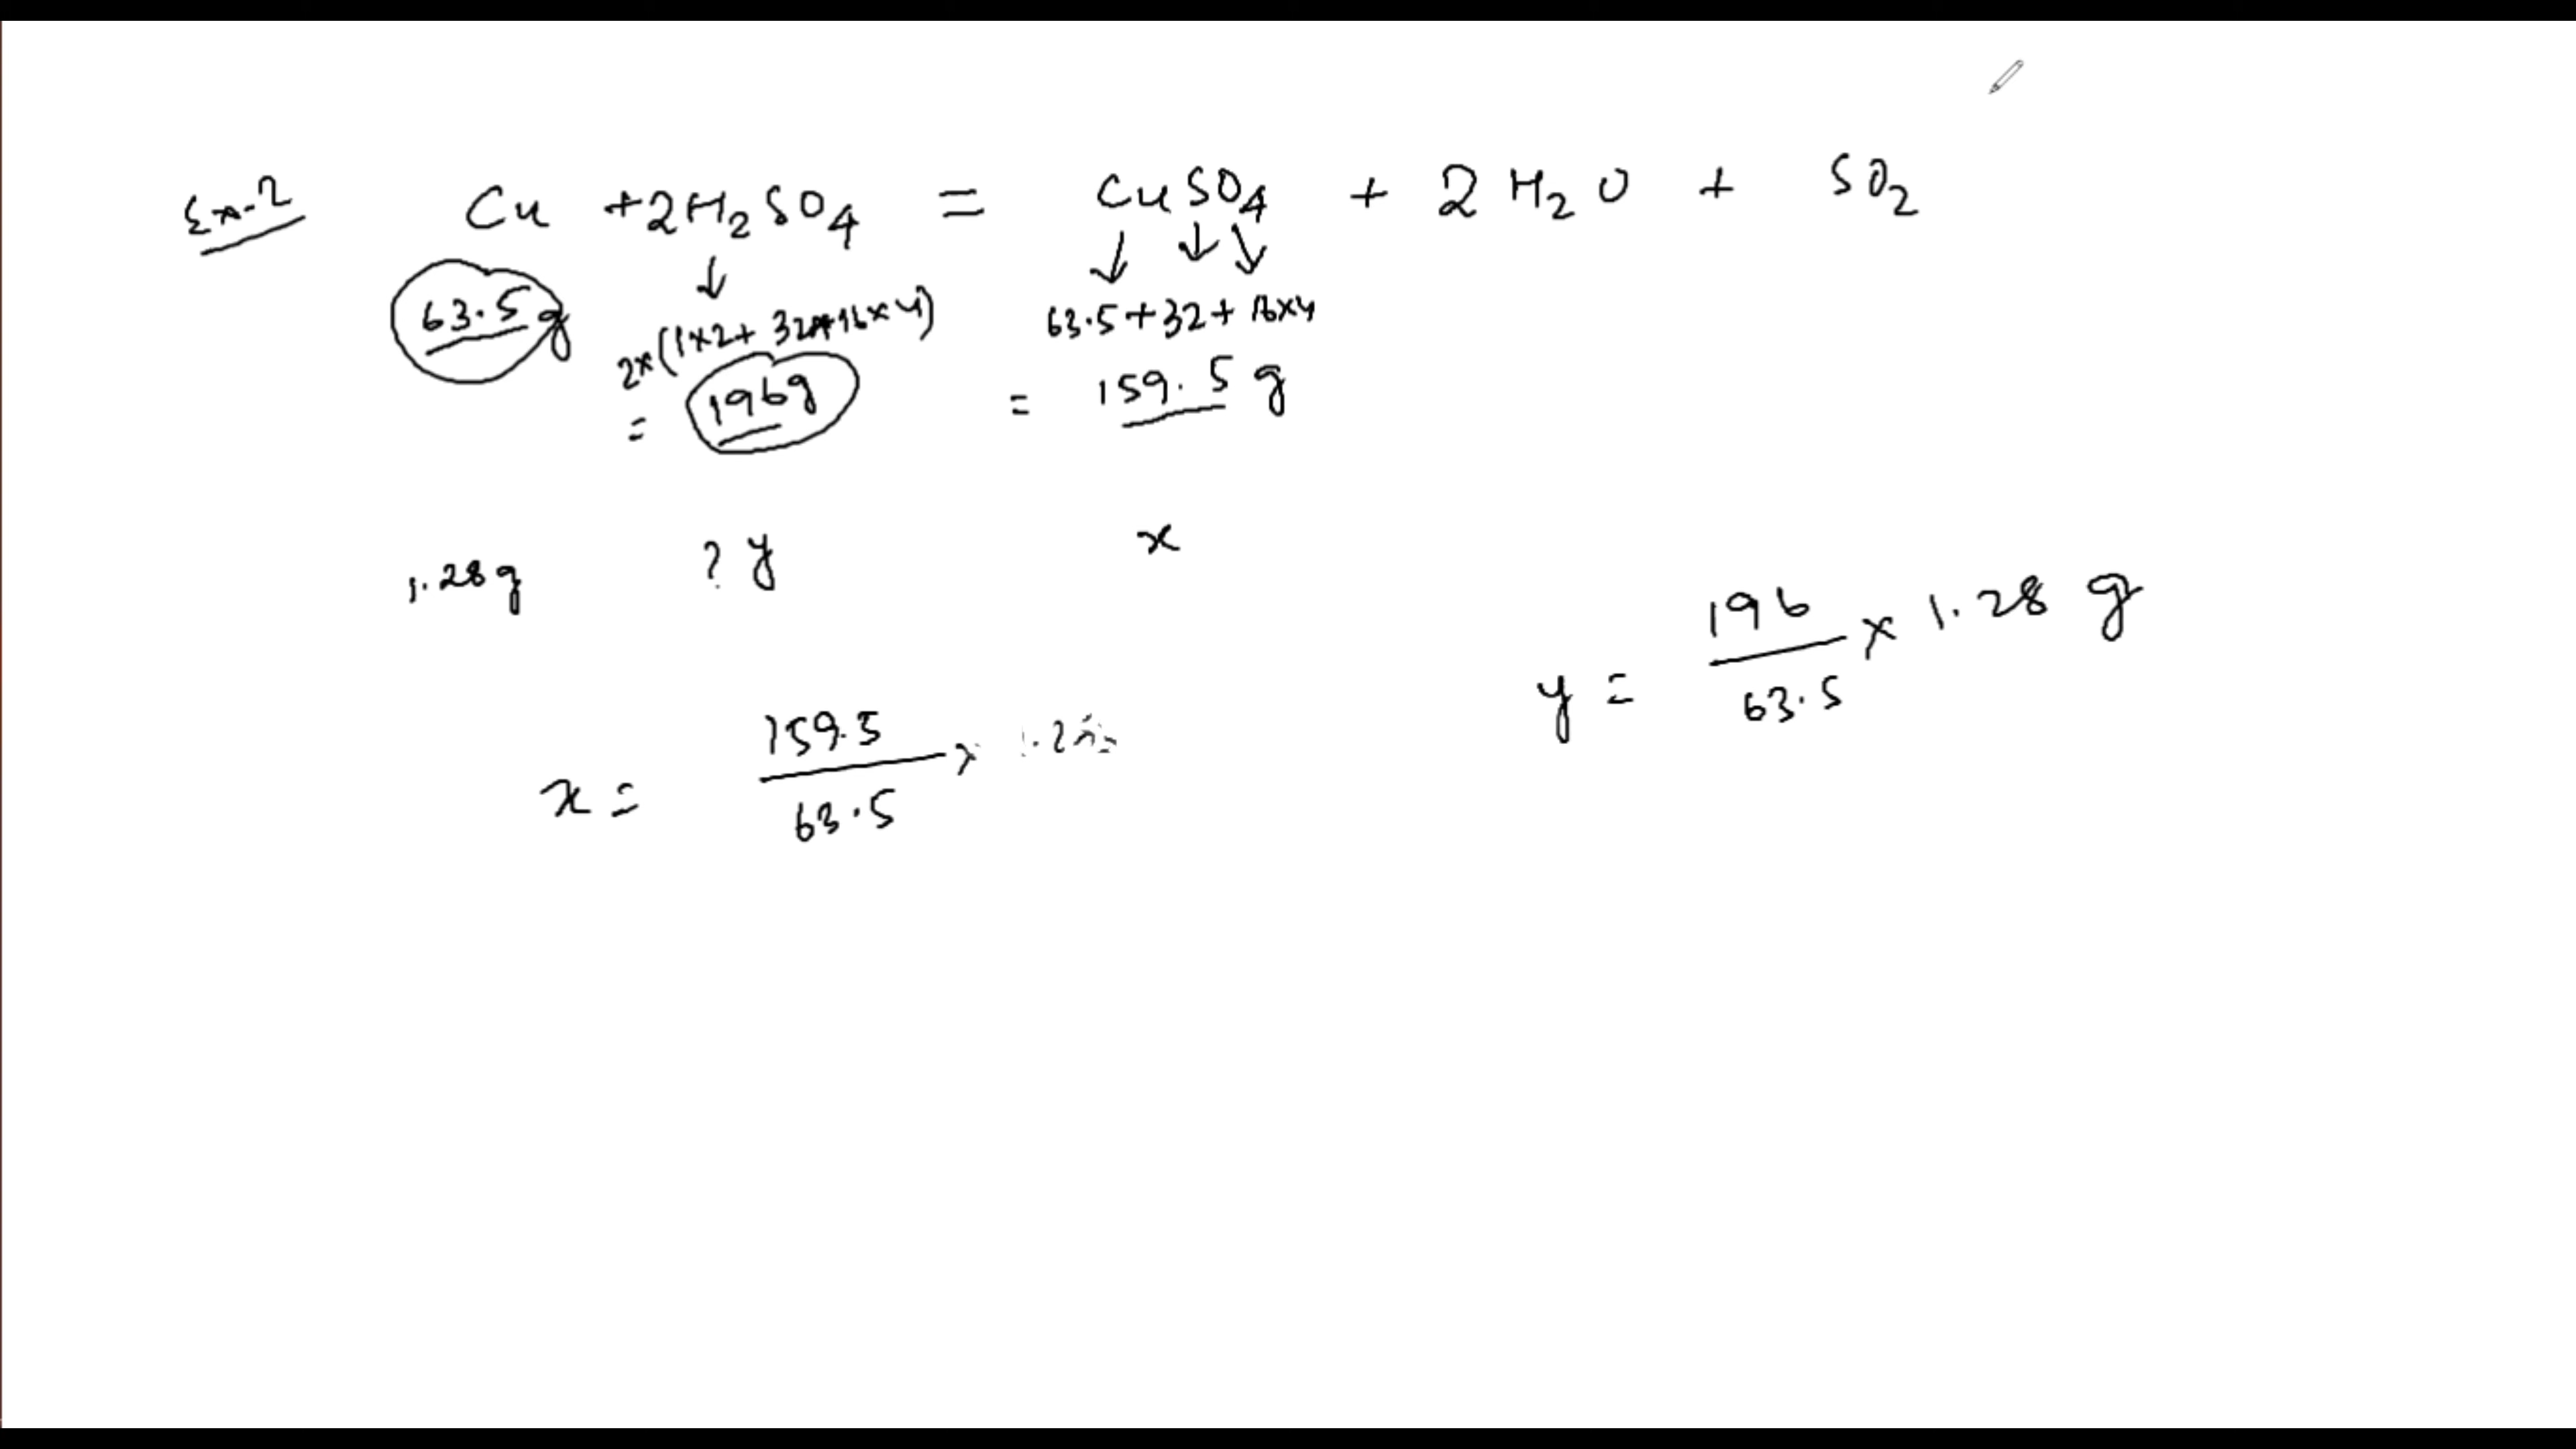 Ex-2 Cu + 2H₂SO₄ = CuSO₄ + 2H₂O + SO₂
63.5 g 2×(1×2+32+16×4) 63.5+32+16×4
= 196g = 159.5 g
1.28g ? y x
y = 196/63.5 × 1.28 g
x = 159.5/63.5 ×